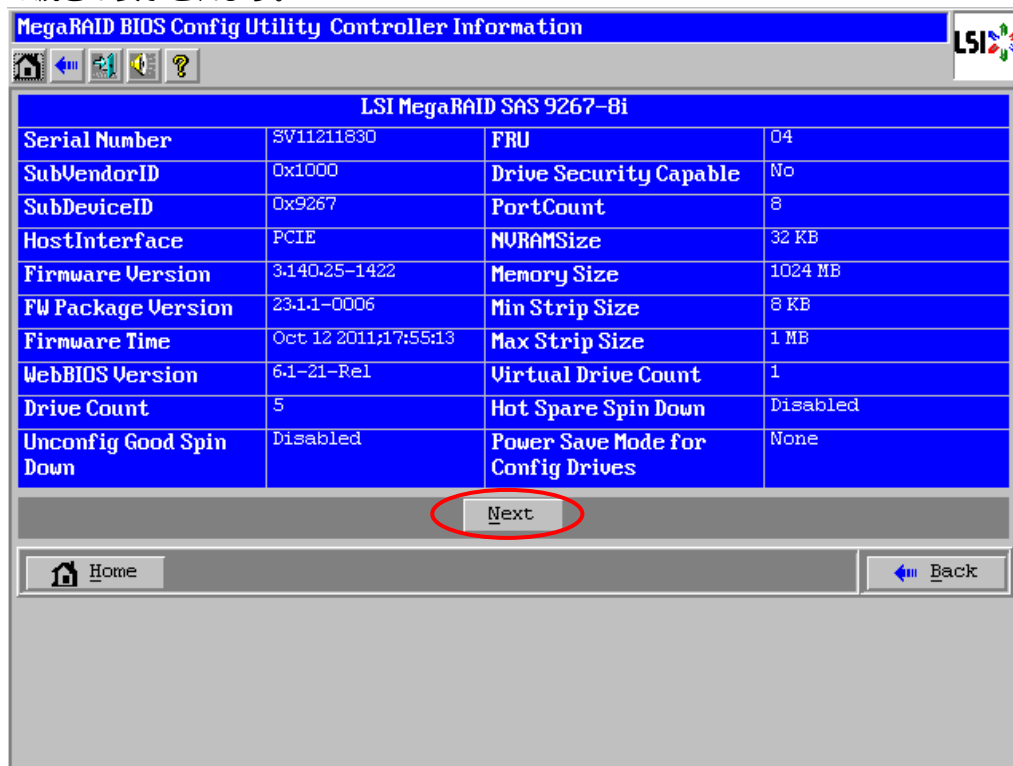 MegaRAID BIOS Config Utility Controller Information
LSI
LSI MegaRAID SAS 9267-8i
Serial Number SV11211830 FRU 04
SubVendorID 0x1000 Drive Security Capable No
SubDeviceID 0x9267 PortCount 8
HostInterface PCIE NVRAMSize 32 KB
Firmware Version 3.140.25-1422 Memory Size 1024 MB
FW Package Version 23.1.1-0006 Min Strip Size 8 KB
Firmware Time Oct 12 2011;17:55:13 Max Strip Size 1 MB
WebBIOS Version 6.1-21-Rel Virtual Drive Count 1
Drive Count 5 Hot Spare Spin Down Disabled
Unconfig Good Spin Down Disabled Power Save Mode for Config Drives None
Next
Home Back